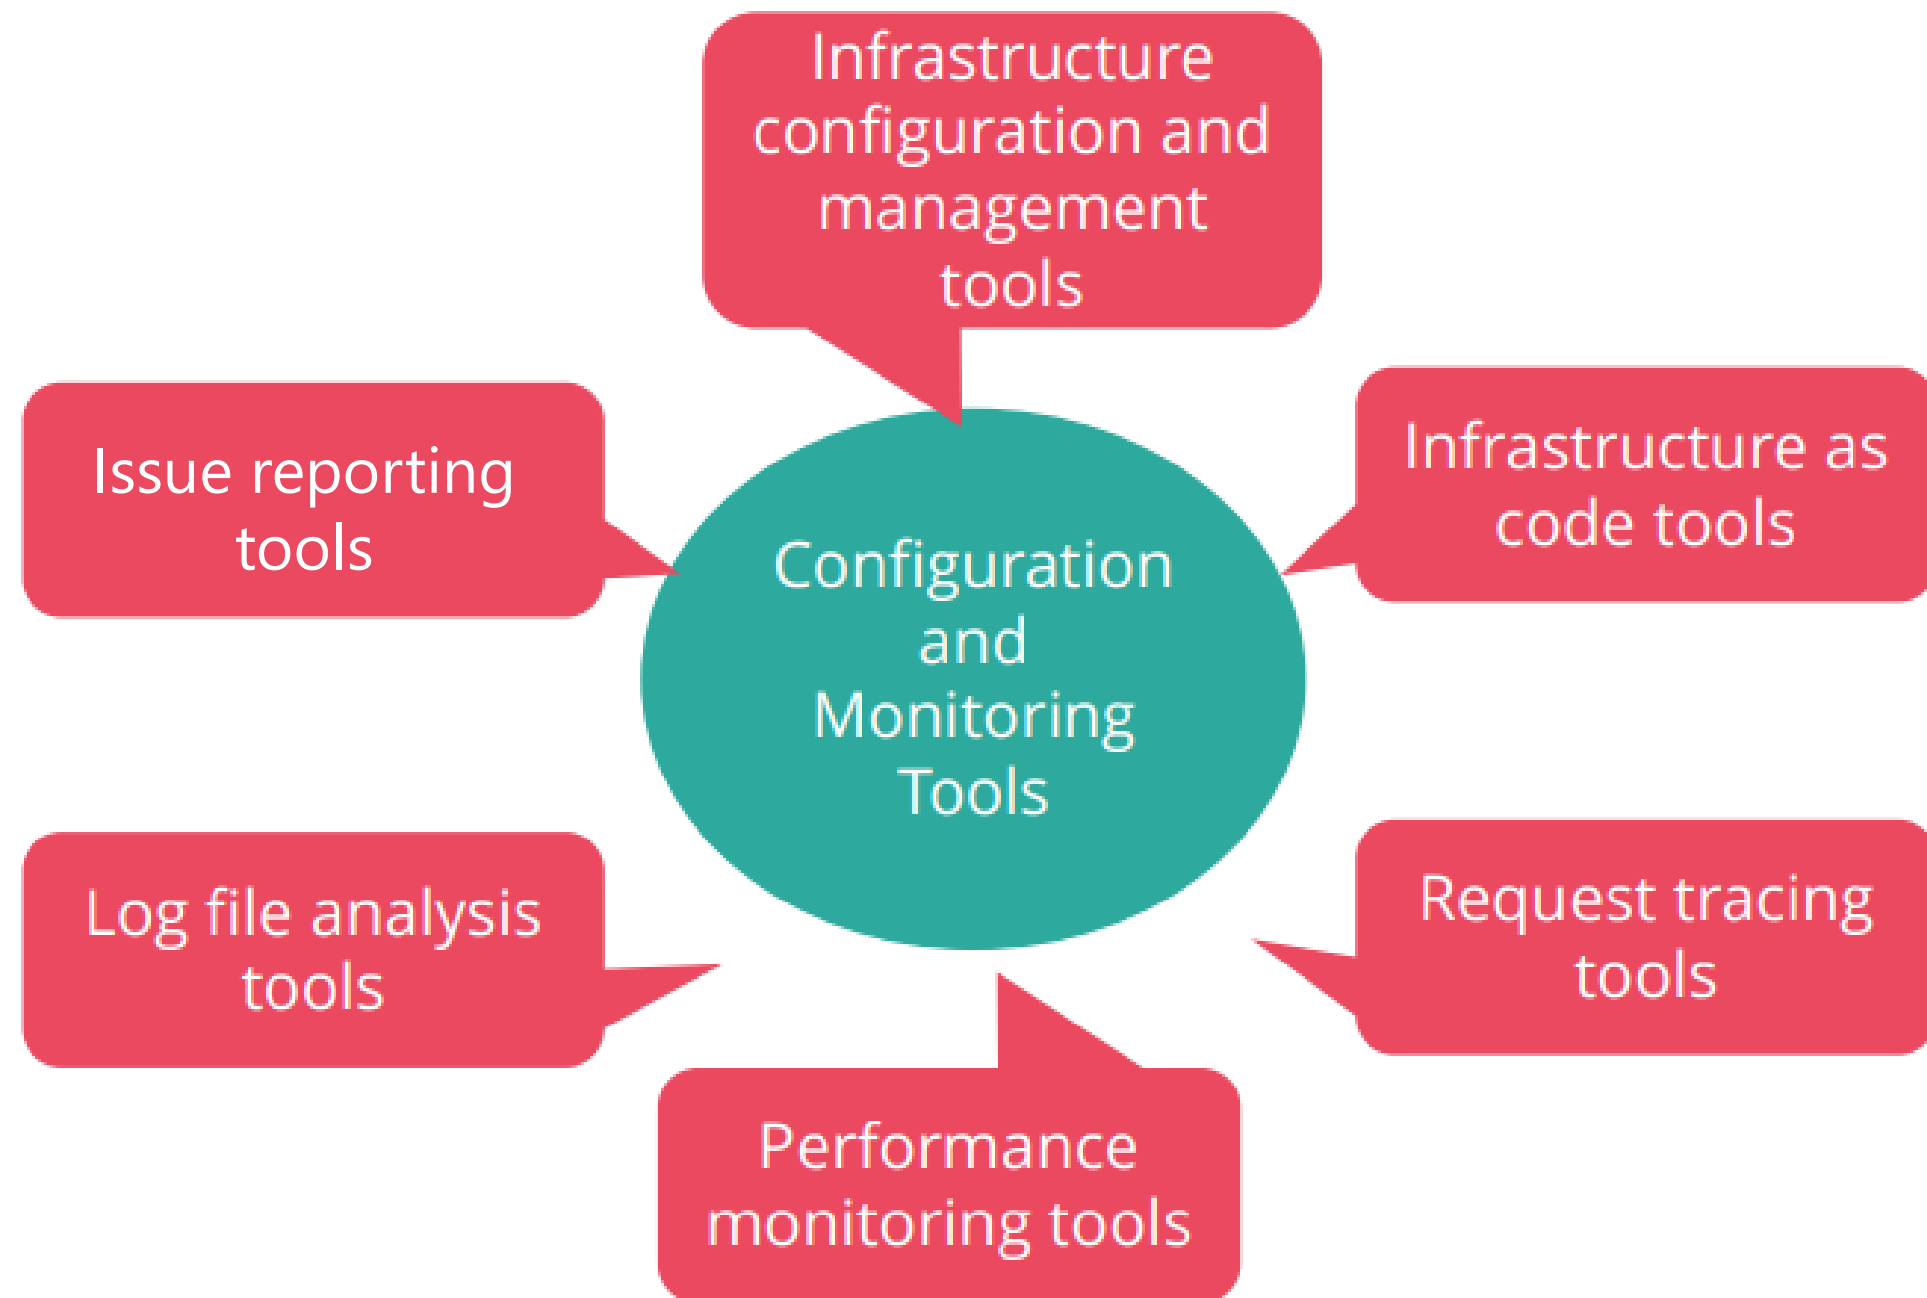 Infrastructure
configuration and
management
tools
Issue reporting
tools
Infrastructure as
code tools
Configuration
and
Monitoring
Tools
Log file analysis
tools
Request tracing
tools
Performance
monitoring tools